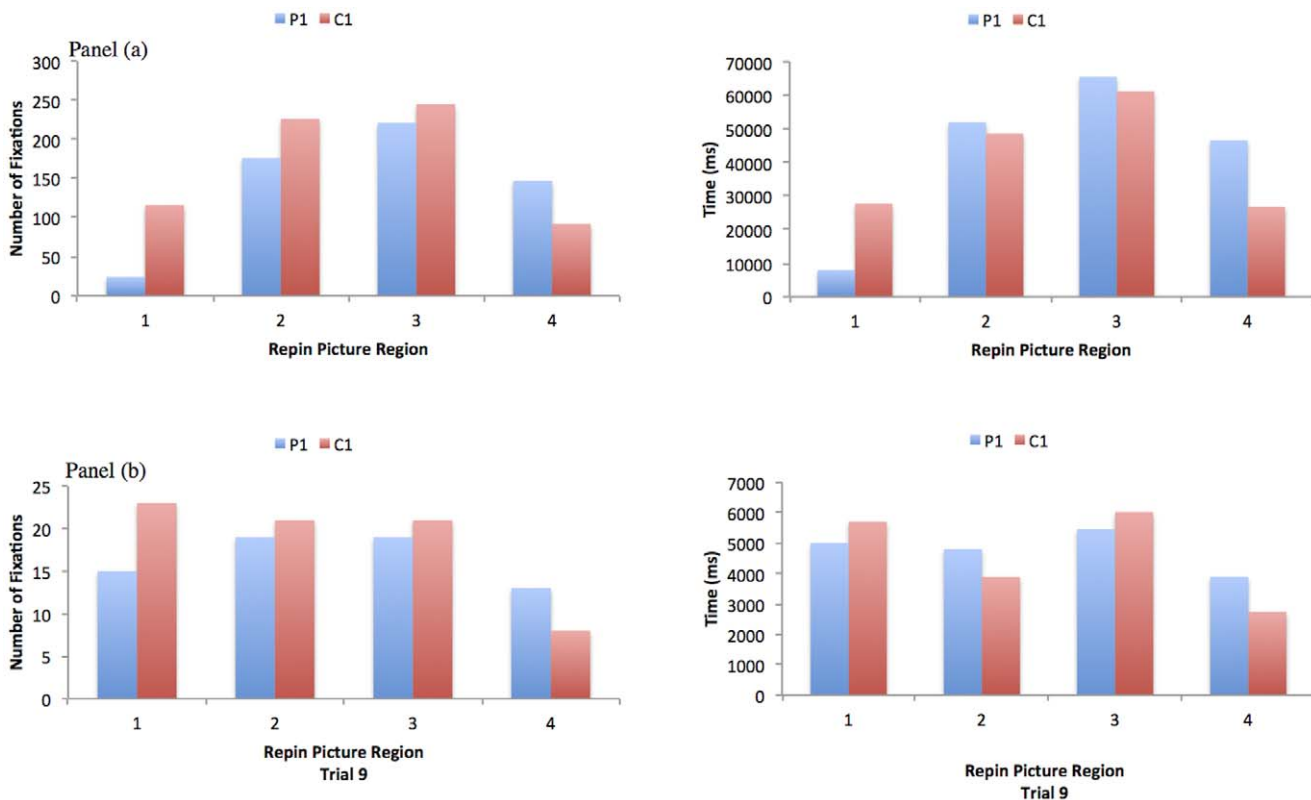 P1 C1
Panel (a)
Number of Fixations
300
250
200
150
100
50
0
1 2 3 4
Repin Picture Region
P1 C1
Time (ms)
70000
60000
50000
40000
30000
20000
10000
0
1 2 3 4
Repin Picture Region
P1 C1
Panel (b)
Number of Fixations
25
20
15
10
5
0
1 2 3 4
Repin Picture Region
Trial 9
P1 C1
Time (ms)
7000
6000
5000
4000
3000
2000
1000
0
1 2 3 4
Repin Picture Region
Trial 9